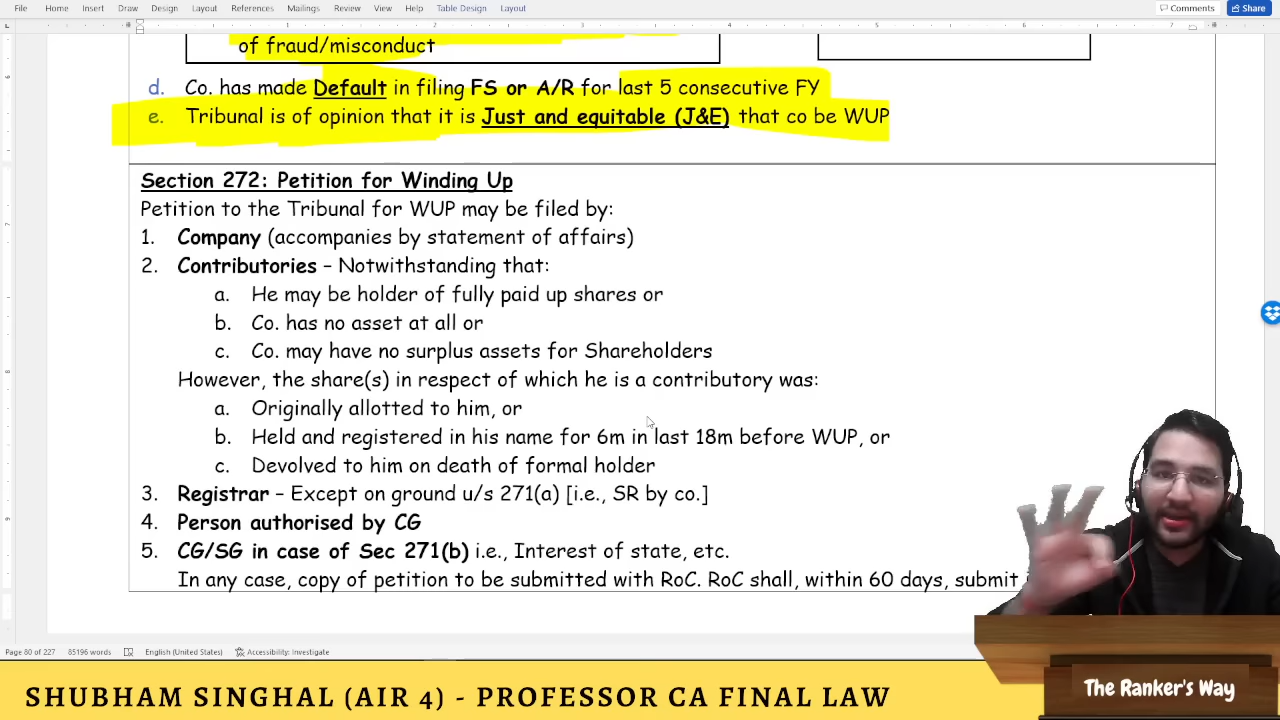 File Home Insert Draw Design Layout References Mailings Review View Help Table Design Layout Comments Share
of fraud/misconduct
d. Co. has made Default in filing FS or A/R for last 5 consecutive FY
e. Tribunal is of opinion that it is Just and equitable (J&E) that co be WUP
Section 272: Petition for Winding Up
Petition to the Tribunal for WUP may be filed by:
1. Company (accompanies by statement of affairs)
2. Contributories – Notwithstanding that:
a. He may be holder of fully paid up shares or
b. Co. has no asset at all or
c. Co. may have no surplus assets for Shareholders
However, the share(s) in respect of which he is a contributory was:
a. Originally allotted to him, or
b. Held and registered in his name for 6m in last 18m before WUP, or
c. Devolved to him on death of formal holder
3. Registrar – Except on ground u/s 271(a) [i.e., SR by co.]
4. Person authorised by CG
5. CG/SG in case of Sec 271(b) i.e., Interest of state, etc.
In any case, copy of petition to be submitted with RoC. RoC shall, within 60 days, submit
Page 80 of 227 85196 words English (United States) Accessibility: Investigate
SHUBHAM SINGHAL (AIR 4) - PROFESSOR CA FINAL LAW
The Ranker's Way